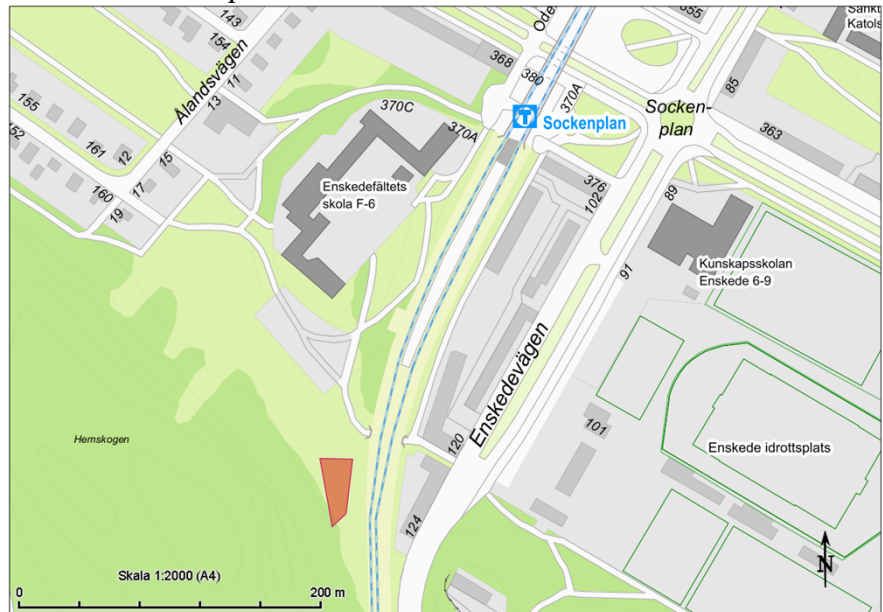 143
154
Ålandsvägen
11
13
155
152
161
12
15
160
17
19
368
380
370A
370C
370A
T
Sockenplan
Socken-
plan
85
363
Sankt
Katols
Enskedefältets
skola F-6
376
102
89
91
Kunskapsskolan
Enskede 6-9
Enskedevägen
101
Enskede idrottsplats
120
124
Hemskogen
N
Skala 1:2000 (A4)
0
200 m